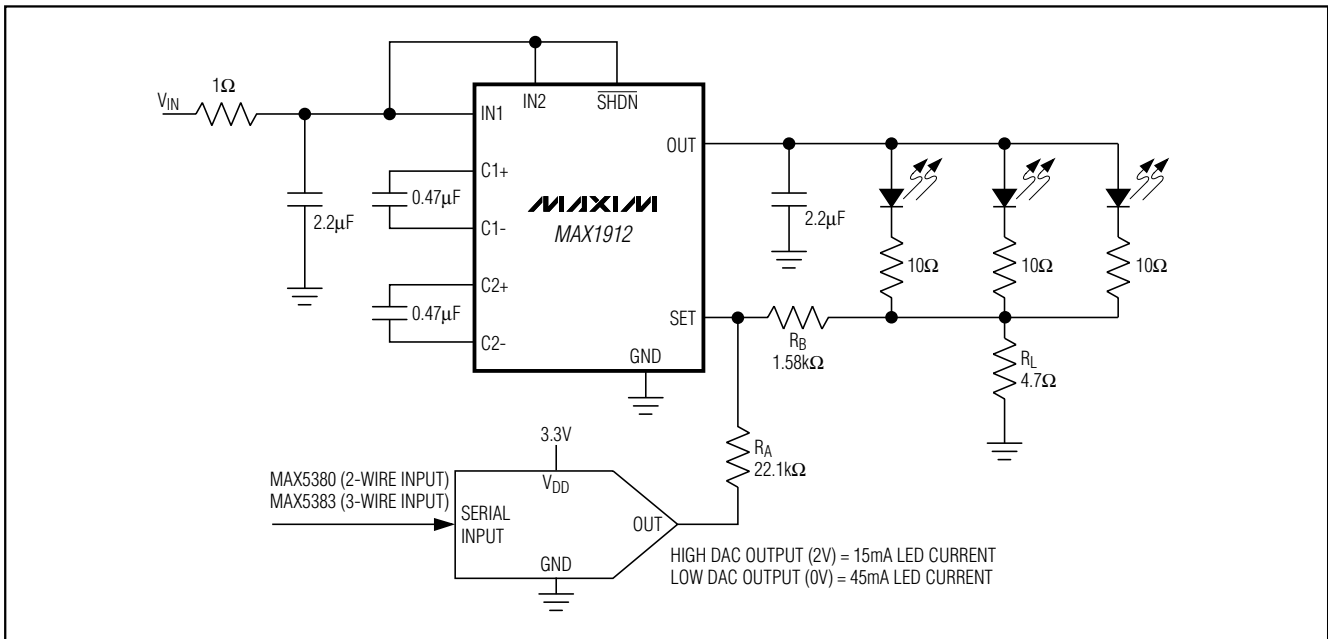 1Ω
V_IN
IN2
S̅H̅D̅N̅
IN1
OUT
C1+
0.47μF
C1-
2.2μF
MAXIM
MAX1912
2.2μF
10Ω
10Ω
10Ω
C2+
0.47μF
C2-
SET
GND
R_B
1.58kΩ
R_L
4.7Ω
3.3V
R_A
22.1kΩ
MAX5380 (2-WIRE INPUT)
MAX5383 (3-WIRE INPUT)
V_DD
SERIAL
INPUT
OUT
GND
HIGH DAC OUTPUT (2V) = 15mA LED CURRENT
LOW DAC OUTPUT (0V) = 45mA LED CURRENT